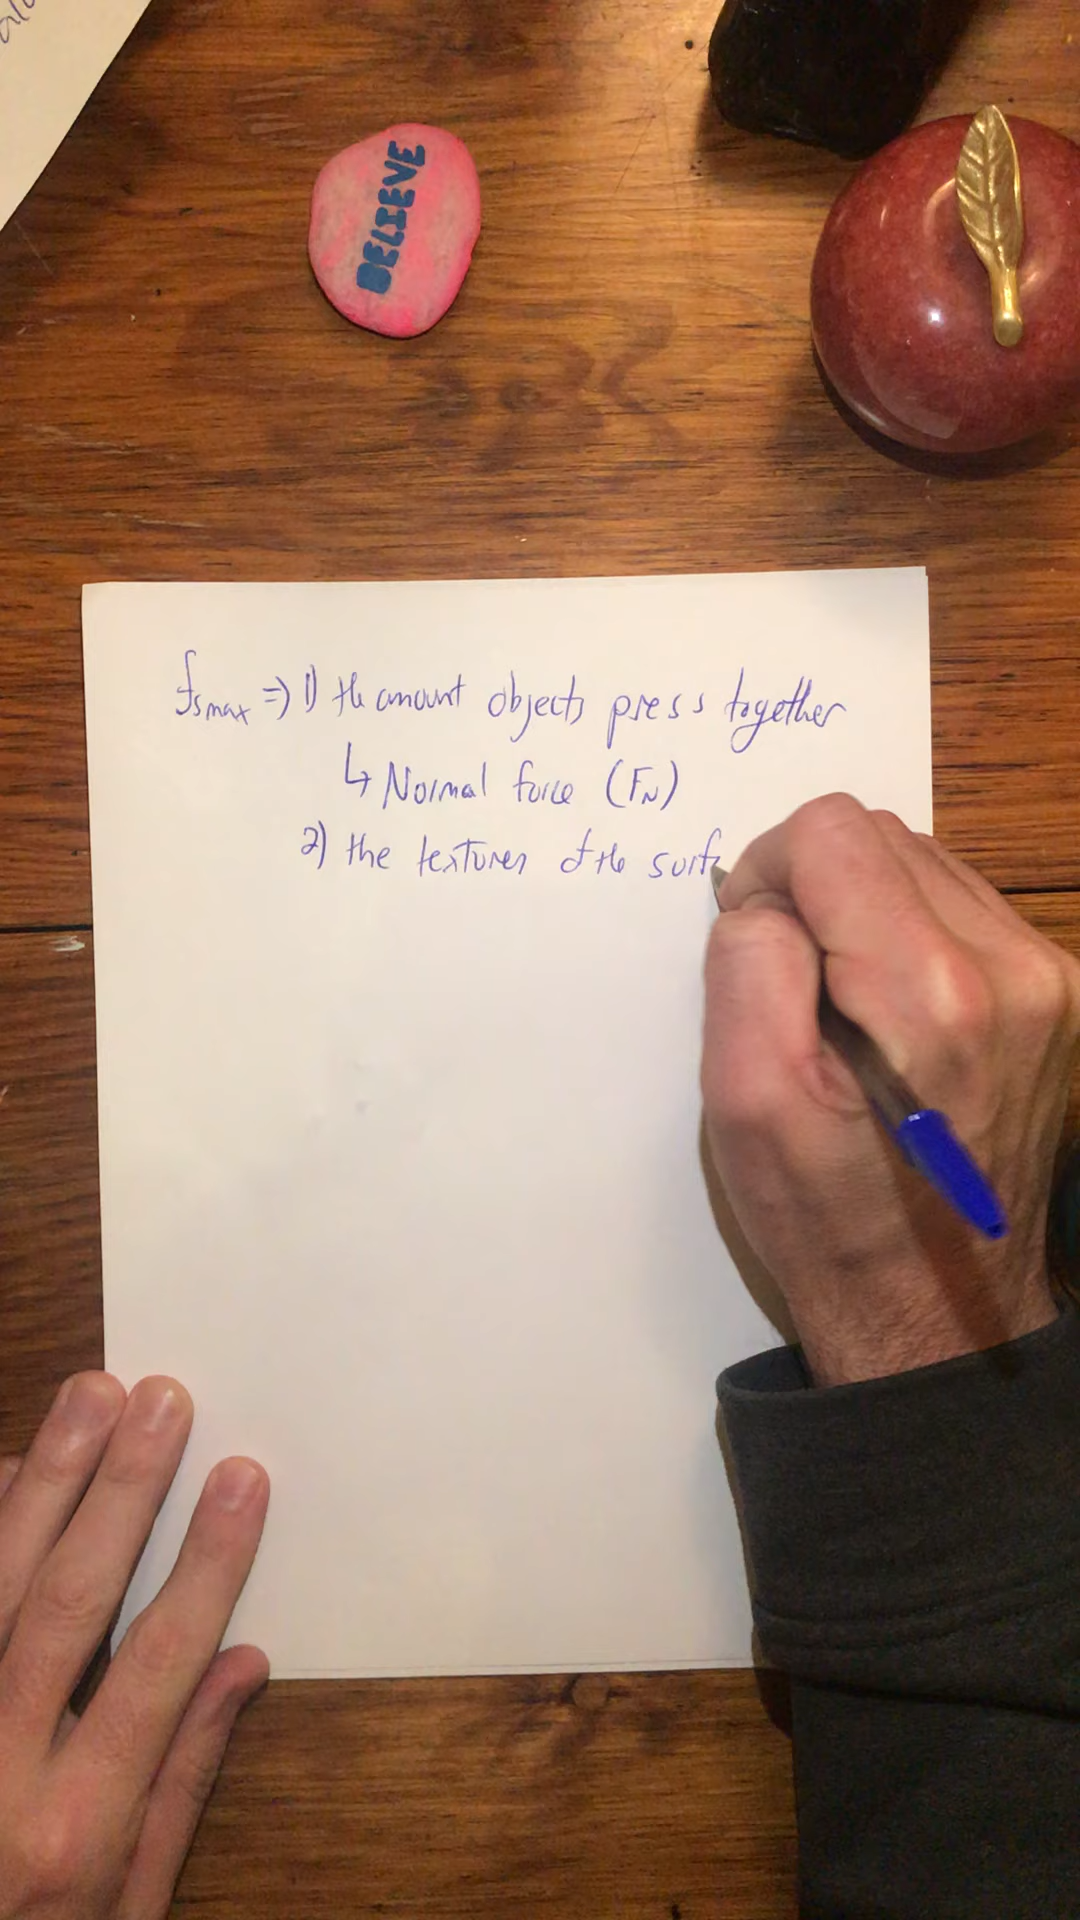 BELIEVE
fsmax => 1) the amount objects press together
↳ Normal force (FN)
2) the textures of the surf